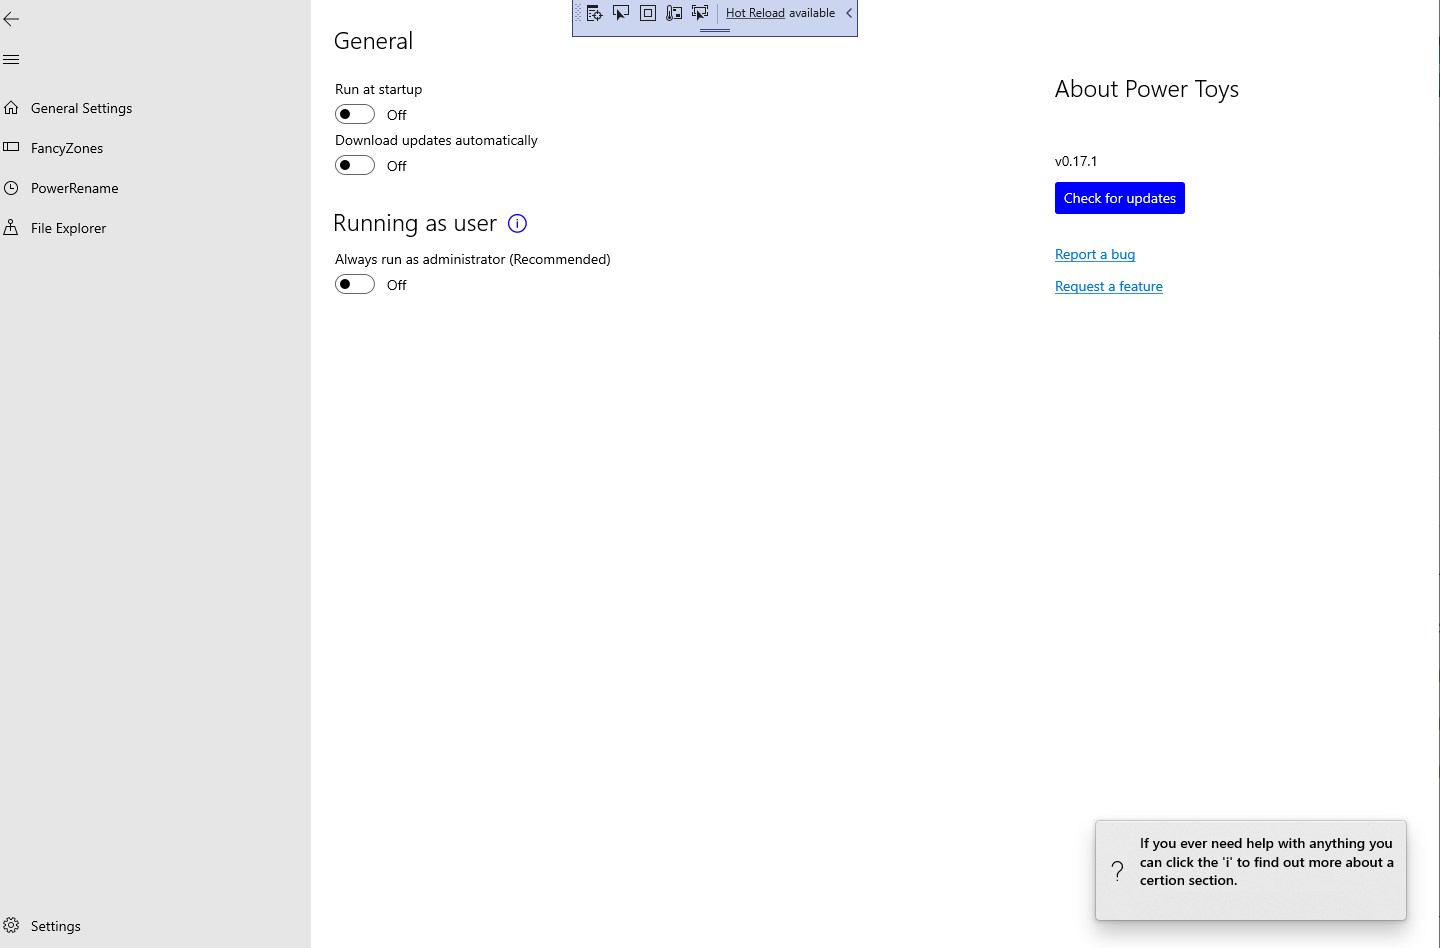 Hot Reload available
General Settings
FancyZones
PowerRename
File Explorer
Settings
General
Run at startup
Off
Download updates automatically
Off
Running as user
Always run as administrator (Recommended)
Off
About Power Toys
v0.17.1
Check for updates
Report a bug
Request a feature
If you ever need help with anything you
can click the 'i' to find out more about a
certion section.